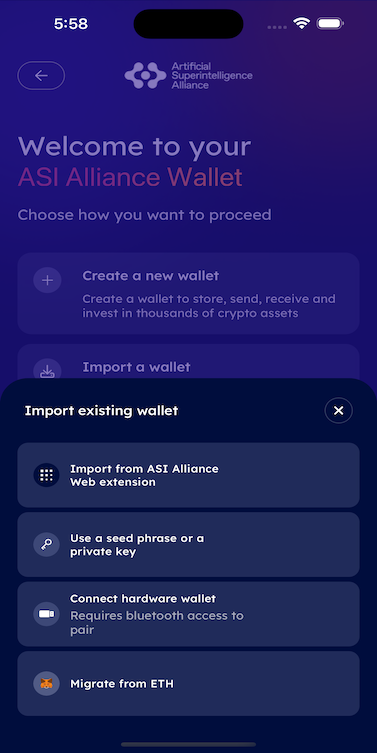 5:58
Artificial
Superintelligence
Alliance
Welcome to your
ASI Alliance Wallet
Choose how you want to proceed
Create a new wallet
Create a wallet to store, send, receive and
invest in thousands of crypto assets
Import a wallet
Import existing wallet
Import from ASI Alliance
Web extension
Use a seed phrase or a
private key
Connect hardware wallet
Requires bluetooth access to
pair
Migrate from ETH